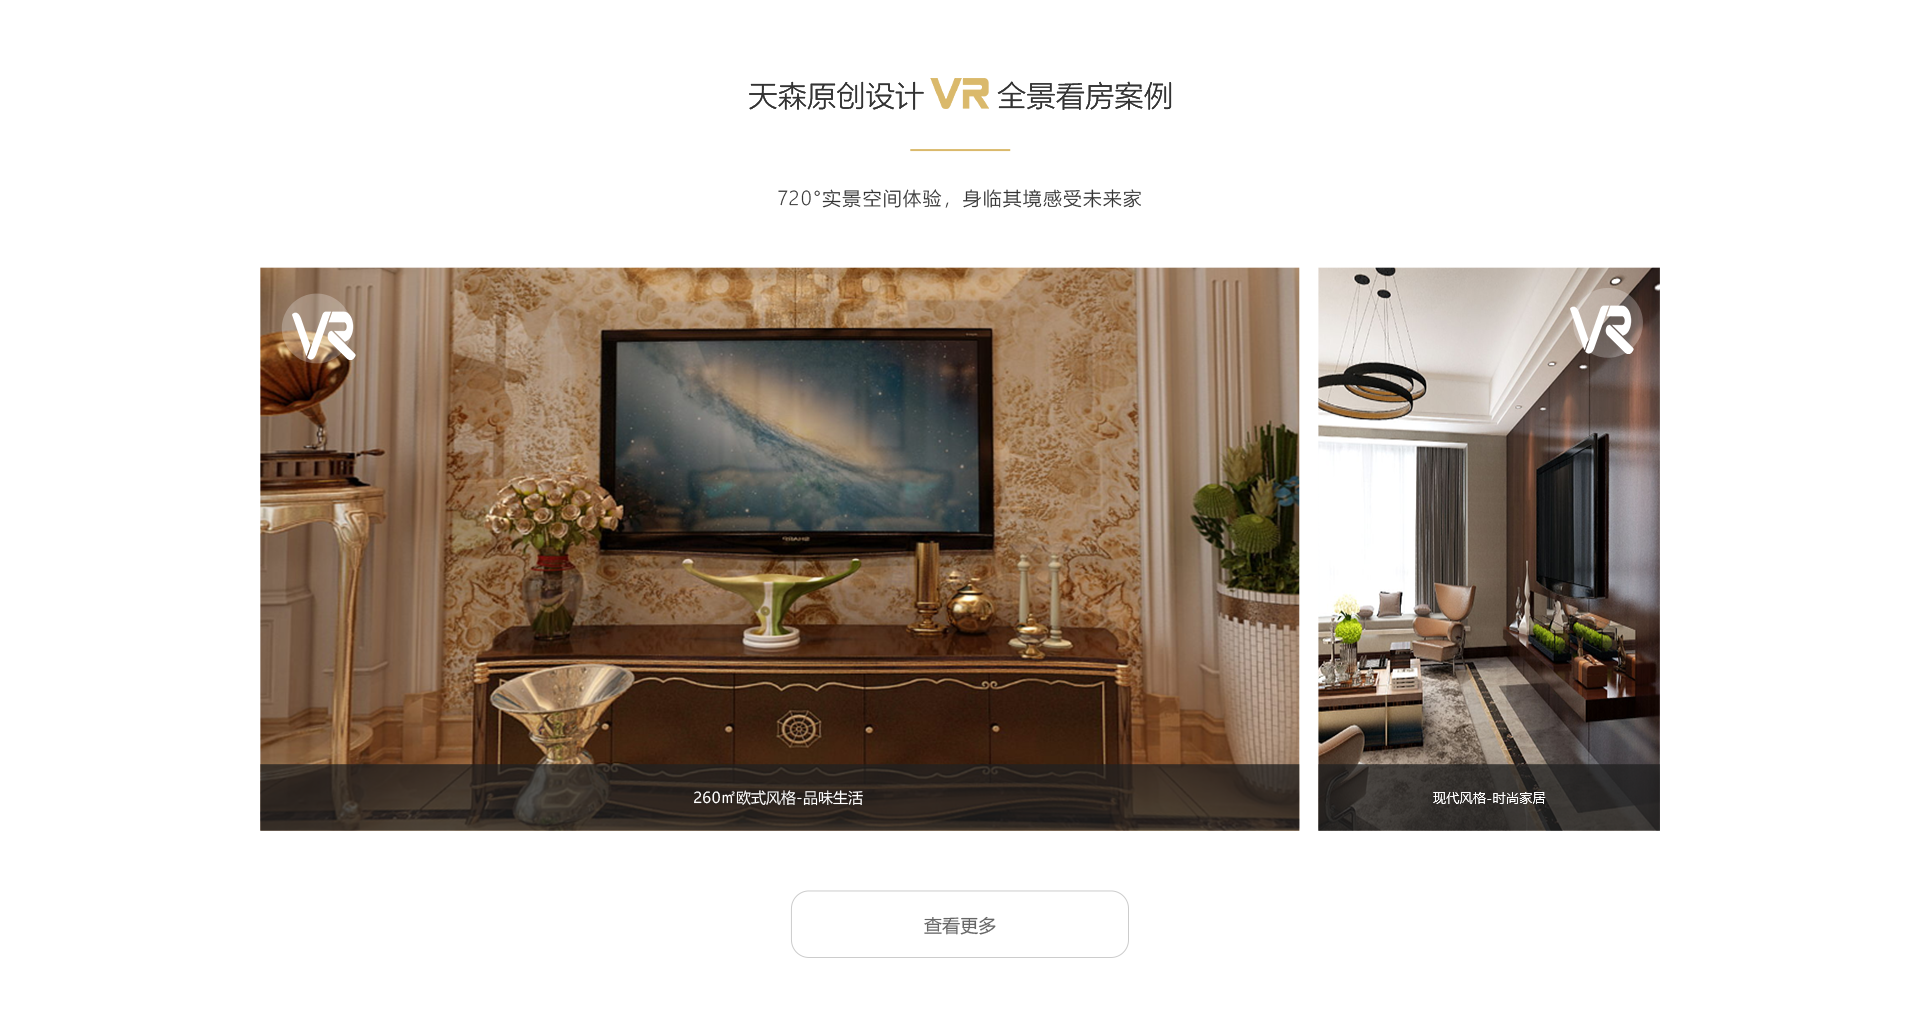 天森原创设计 VR 全景看房案例
720°实景空间体验，身临其境感受未来家
VR
VR
260㎡欧式风格-品味生活
现代风格-时尚家居
查看更多